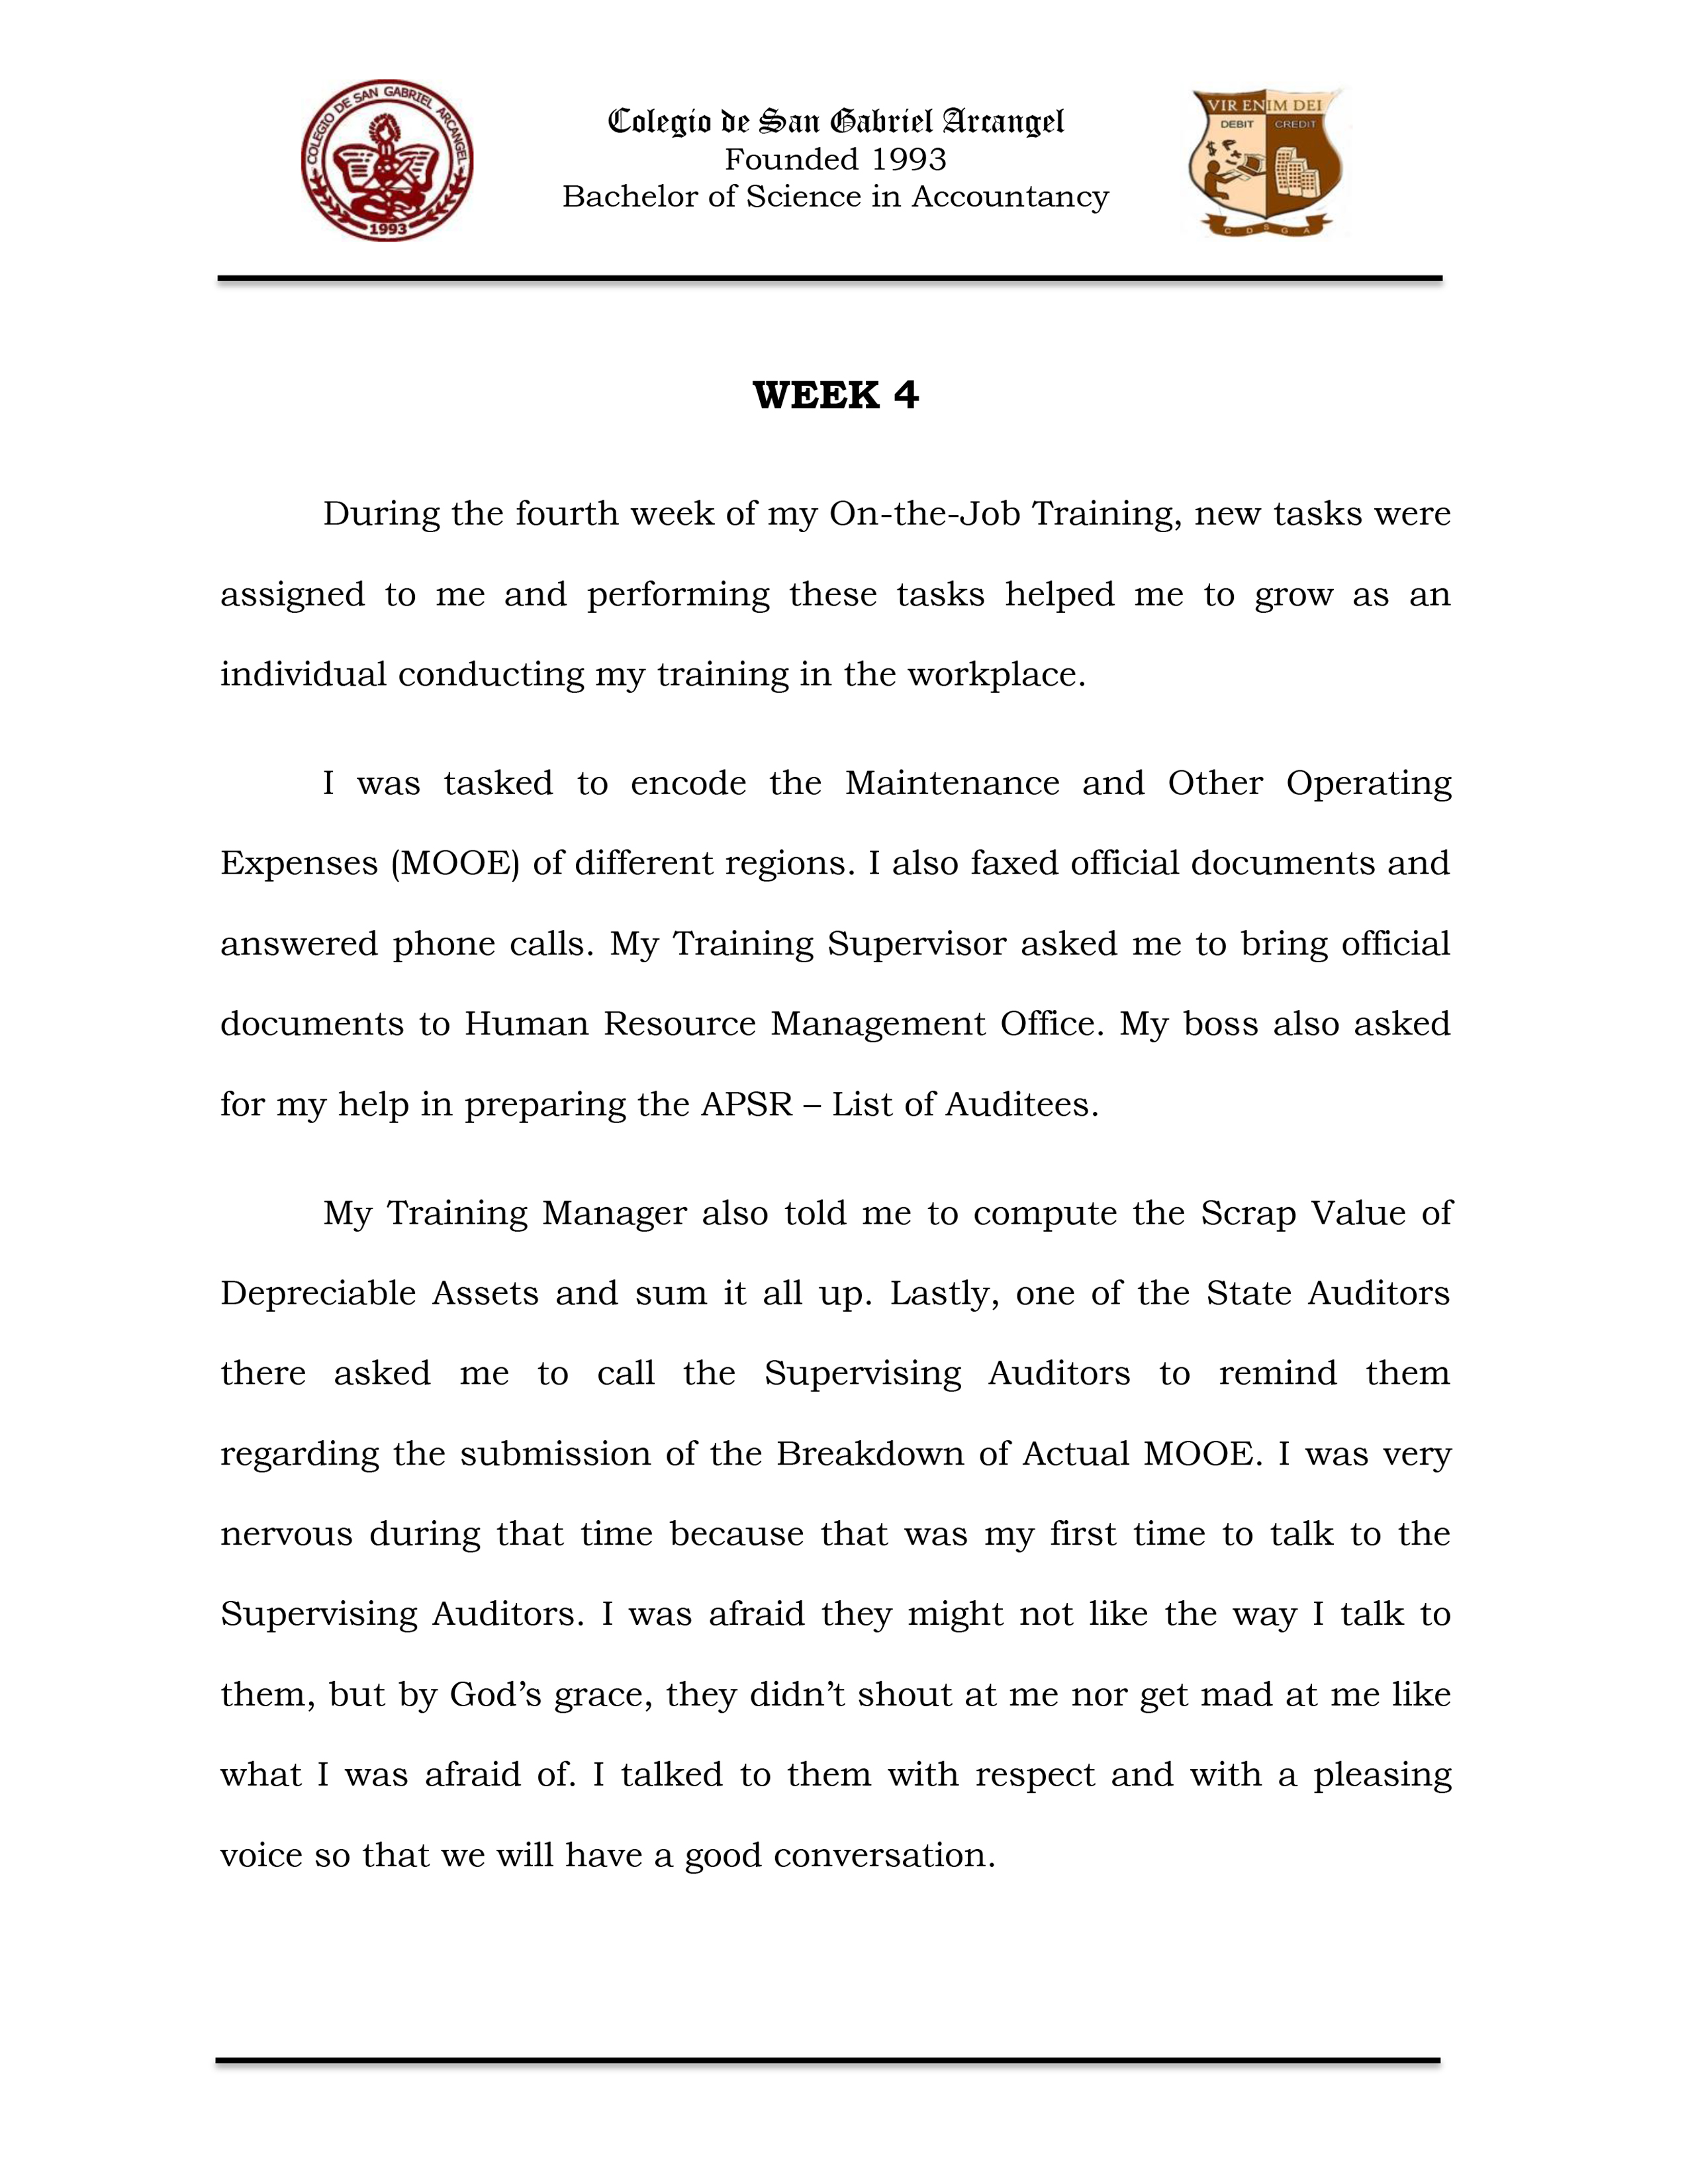 COLEGIO DE SAN GABRIEL ARCANGEL
1993
Colegio de San Gabriel Arcangel
Founded 1993
Bachelor of Science in Accountancy
VIR ENIM DEI
DEBIT CREDIT
C D S G A
WEEK 4
During the fourth week of my On-the-Job Training, new tasks were
assigned to me and performing these tasks helped me to grow as an
individual conducting my training in the workplace.
I was tasked to encode the Maintenance and Other Operating
Expenses (MOOE) of different regions. I also faxed official documents and
answered phone calls. My Training Supervisor asked me to bring official
documents to Human Resource Management Office. My boss also asked
for my help in preparing the APSR – List of Auditees.
My Training Manager also told me to compute the Scrap Value of
Depreciable Assets and sum it all up. Lastly, one of the State Auditors
there asked me to call the Supervising Auditors to remind them
regarding the submission of the Breakdown of Actual MOOE. I was very
nervous during that time because that was my first time to talk to the
Supervising Auditors. I was afraid they might not like the way I talk to
them, but by God’s grace, they didn’t shout at me nor get mad at me like
what I was afraid of. I talked to them with respect and with a pleasing
voice so that we will have a good conversation.